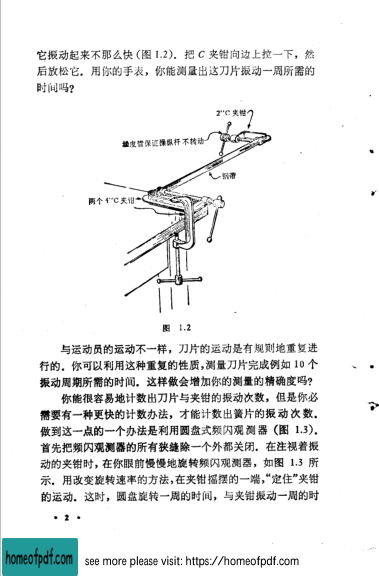 它振动起来不那么快(图1.2)．把 C 夹钳向边上拉一下，然
后放松它．用你的手表，你能测量出这刀片振动一周所需的
时间吗?
2″C 夹钳
保证操纵杆不转动
钢带
两个 4″C 夹钳
图 1.2
与运动员的运动不一样，刀片的运动是有规则地重复进
行的．你可以利用这种重复的性质,测量刀片完成例如 10 个
振动周期所需的时间．这样做会增加你的测量的精确度吗?
你能很容易地计数出刀片与夹钳的振动次数，但是你必
需要有一种更快的计数办法，才能计数出簧片的振动次数．
做到这一点的一个办法是利用圆盘式频闪观测器 (图 1.3)．
首先把频闪观测器的所有狭缝除一个外都关闭．在注视着振
动的夹钳时,在你眼前慢慢地旋转频闪观测器，如图 1.3 所
示．用改变旋转速率的方法,在夹钳摇摆的一端,“定住”夹钳
的运动．这时，圆盘旋转一周的时间，与夹钳振动一周的时
• 2 •
homeofpdf.com
see more please visit: https://homeofpdf.com